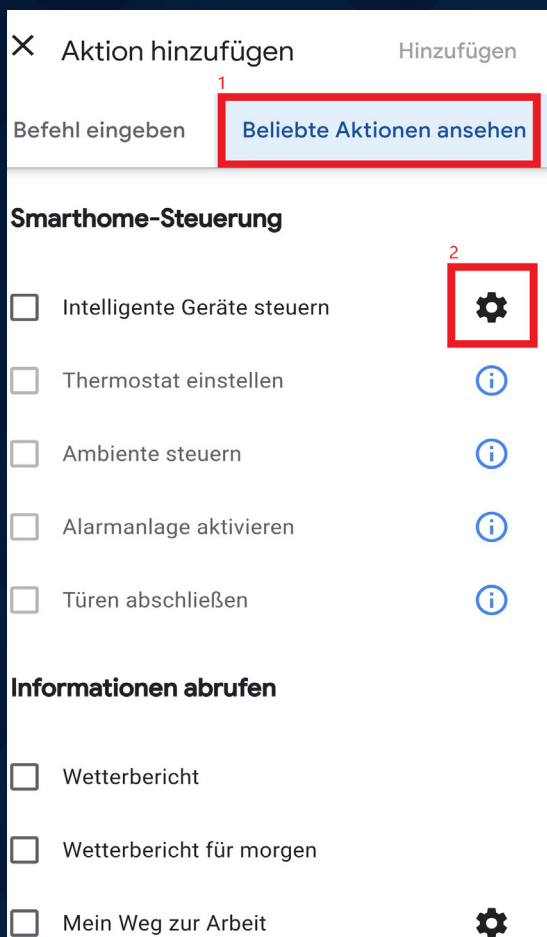 Aktion hinzufügen
Hinzufügen
1
Befehl eingeben
Beliebte Aktionen ansehen
Smarthome-Steuerung
2
Intelligente Geräte steuern
Thermostat einstellen
Ambiente steuern
Alarmanlage aktivieren
Türen abschließen
Informationen abrufen
Wetterbericht
Wetterbericht für morgen
Mein Weg zur Arbeit